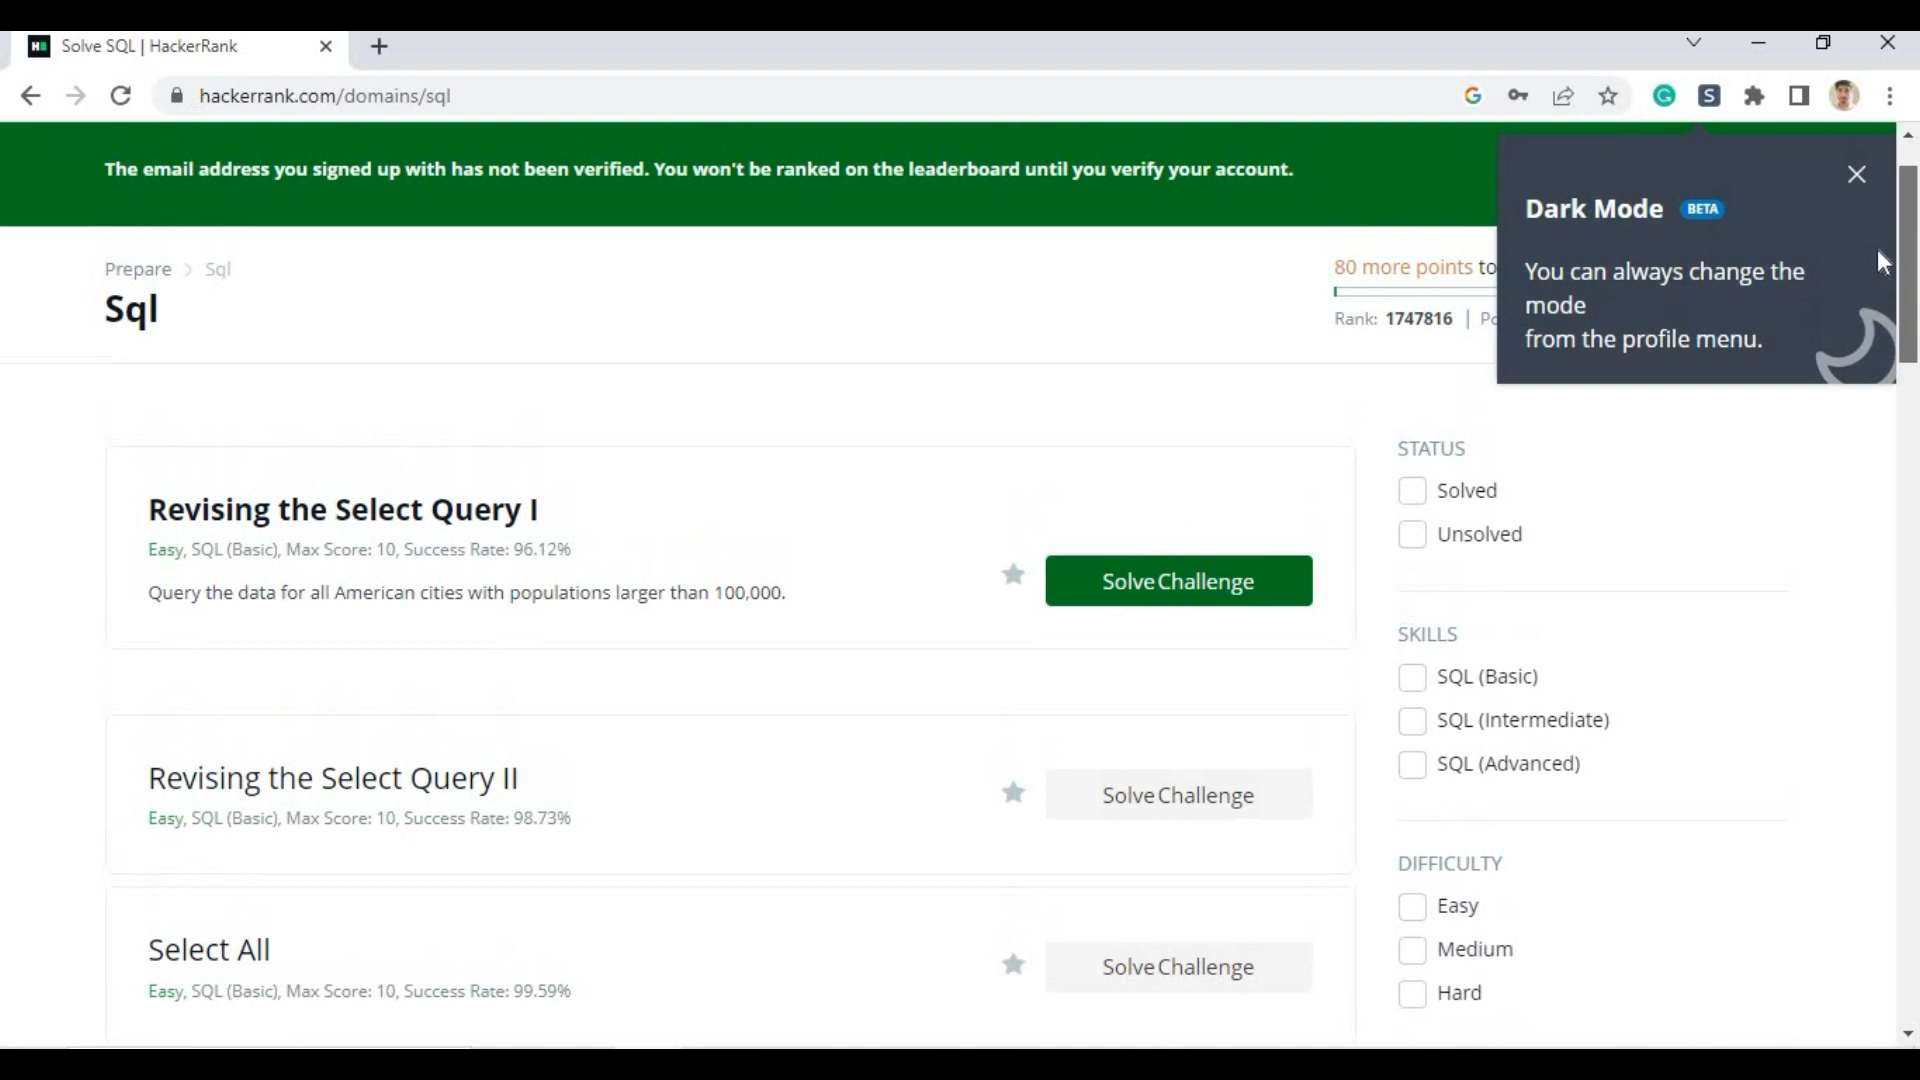 Solve SQL | HackerRank
hackerrank.com/domains/sql
The email address you signed up with has not been verified. You won't be ranked on the leaderboard until you verify your account.
Dark Mode BETA
You can always change the
mode
from the profile menu.
Prepare > Sql
Sql
80 more points to
Rank: 1747816 | Po
Revising the Select Query I
Easy, SQL (Basic), Max Score: 10, Success Rate: 96.12%
Query the data for all American cities with populations larger than 100,000.
Solve Challenge
Revising the Select Query II
Easy, SQL (Basic), Max Score: 10, Success Rate: 98.73%
Solve Challenge
Select All
Easy, SQL (Basic), Max Score: 10, Success Rate: 99.59%
Solve Challenge
STATUS
Solved
Unsolved
SKILLS
SQL (Basic)
SQL (Intermediate)
SQL (Advanced)
DIFFICULTY
Easy
Medium
Hard